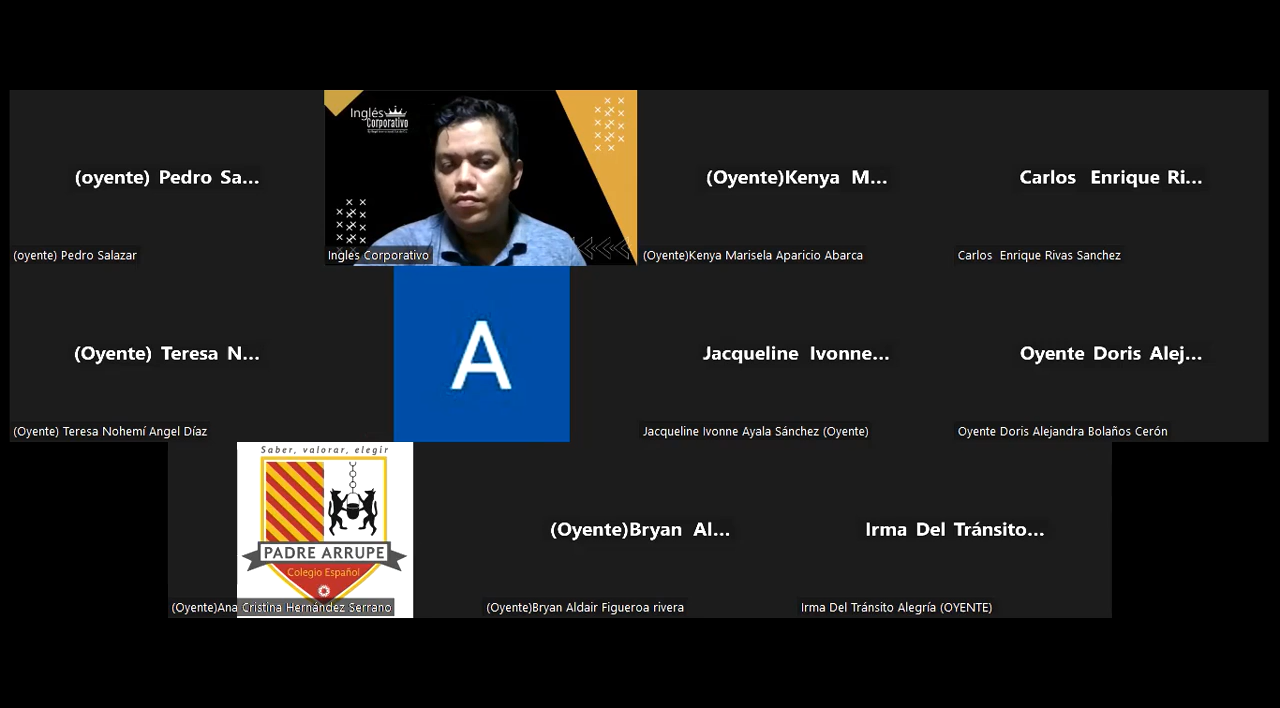 (oyente) Pedro Sa...
(oyente) Pedro Salazar
Inglés
Corporativo
Inglés Corporativo
(Oyente)Kenya M...
(Oyente)Kenya Marisela Aparicio Abarca
Carlos Enrique Ri...
Carlos Enrique Rivas Sanchez
(Oyente) Teresa N...
(Oyente) Teresa Nohemí Angel Díaz
A
Jacqueline Ivonne...
Jacqueline Ivonne Ayala Sánchez (Oyente)
Oyente Doris Alej...
Oyente Doris Alejandra Bolaños Cerón
Saber, valorar, elegir
PADRE ARRUPE
Colegio Español
(Oyente)Ana Cristina Hernández Serrano
(Oyente)Bryan Al...
(Oyente)Bryan Aldair Figueroa rivera
Irma Del Tránsito...
Irma Del Tránsito Alegría (OYENTE)